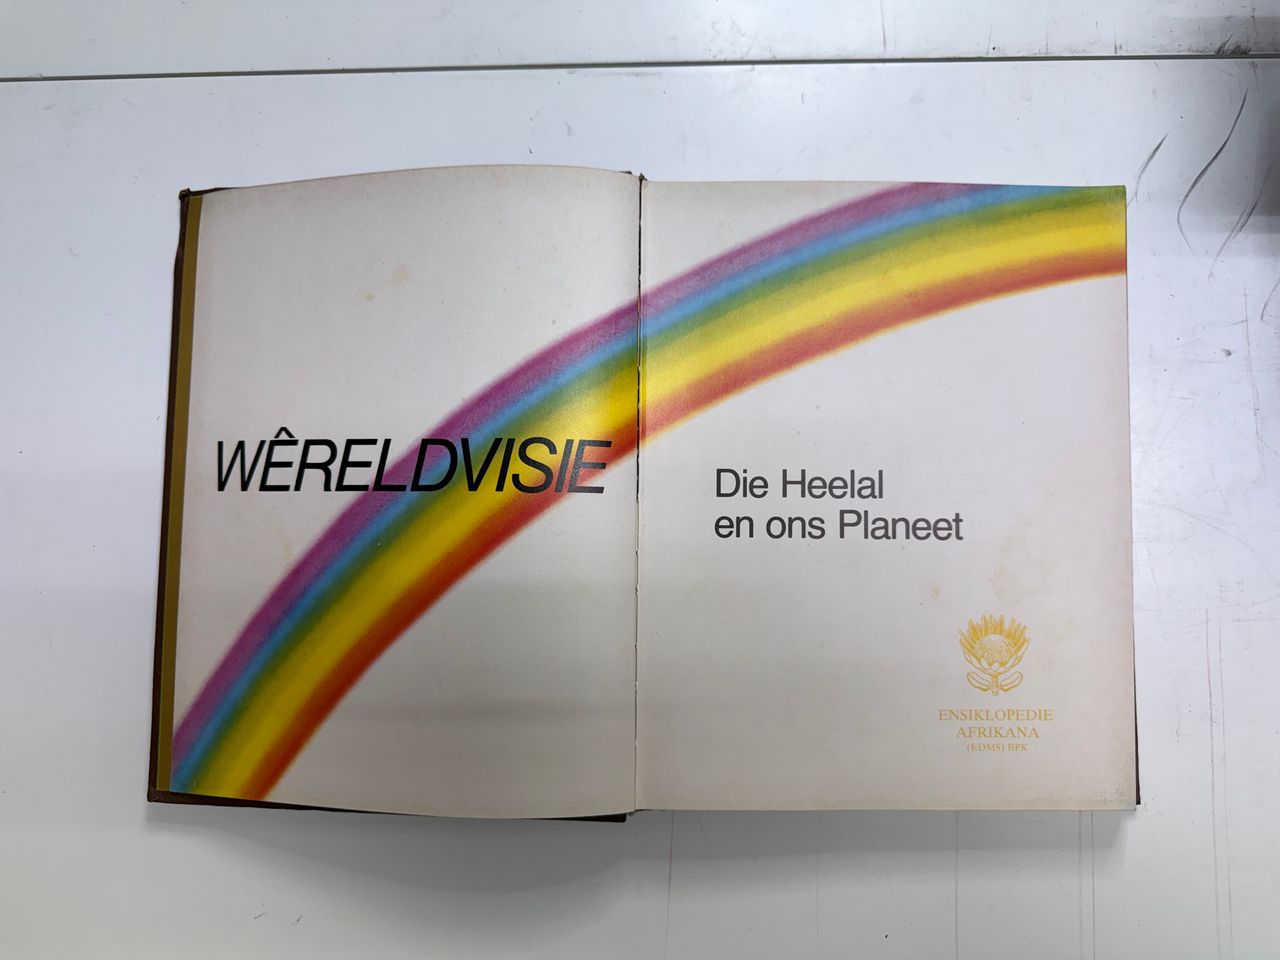 WÊRELDVISIE
Die Heelal
en ons Planeet
ENSIKLOPEDIE
AFRIKANA
(EDMS) BPK